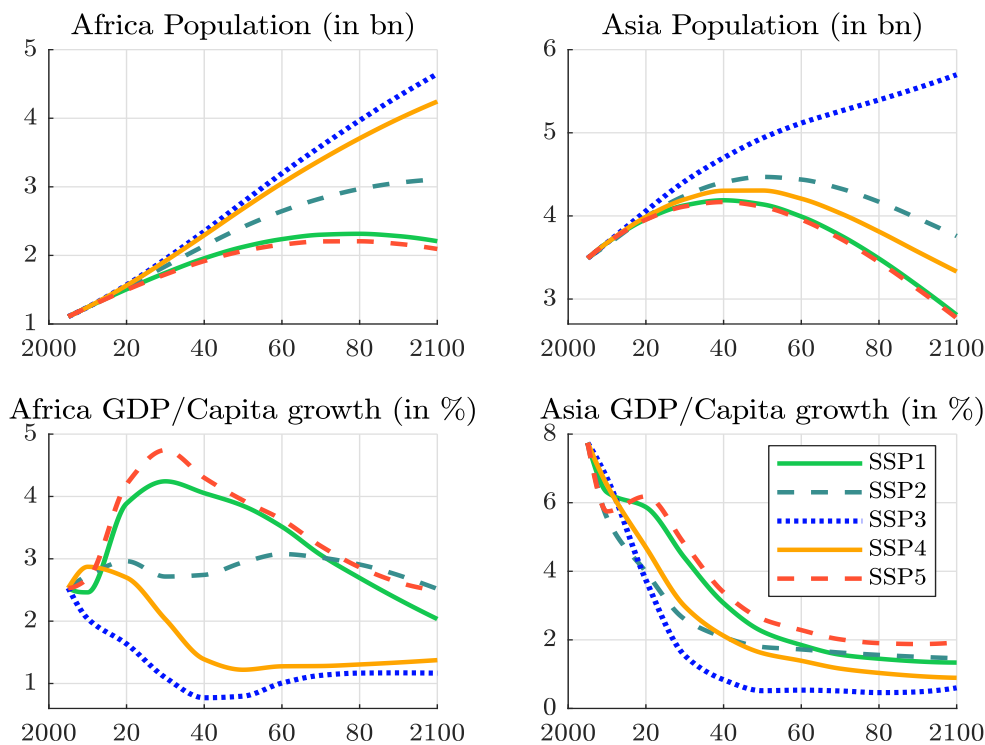 Africa Population (in bn)
5
4
3
2
1
2000 20 40 60 80 2100
Asia Population (in bn)
6
5
4
3
2000 20 40 60 80 2100
Africa GDP/Capita growth (in %)
5
4
3
2
1
2000 20 40 60 80 2100
Asia GDP/Capita growth (in %)
8
6
4
2
0
2000 20 40 60 80 2100
SSP1
SSP2
SSP3
SSP4
SSP5